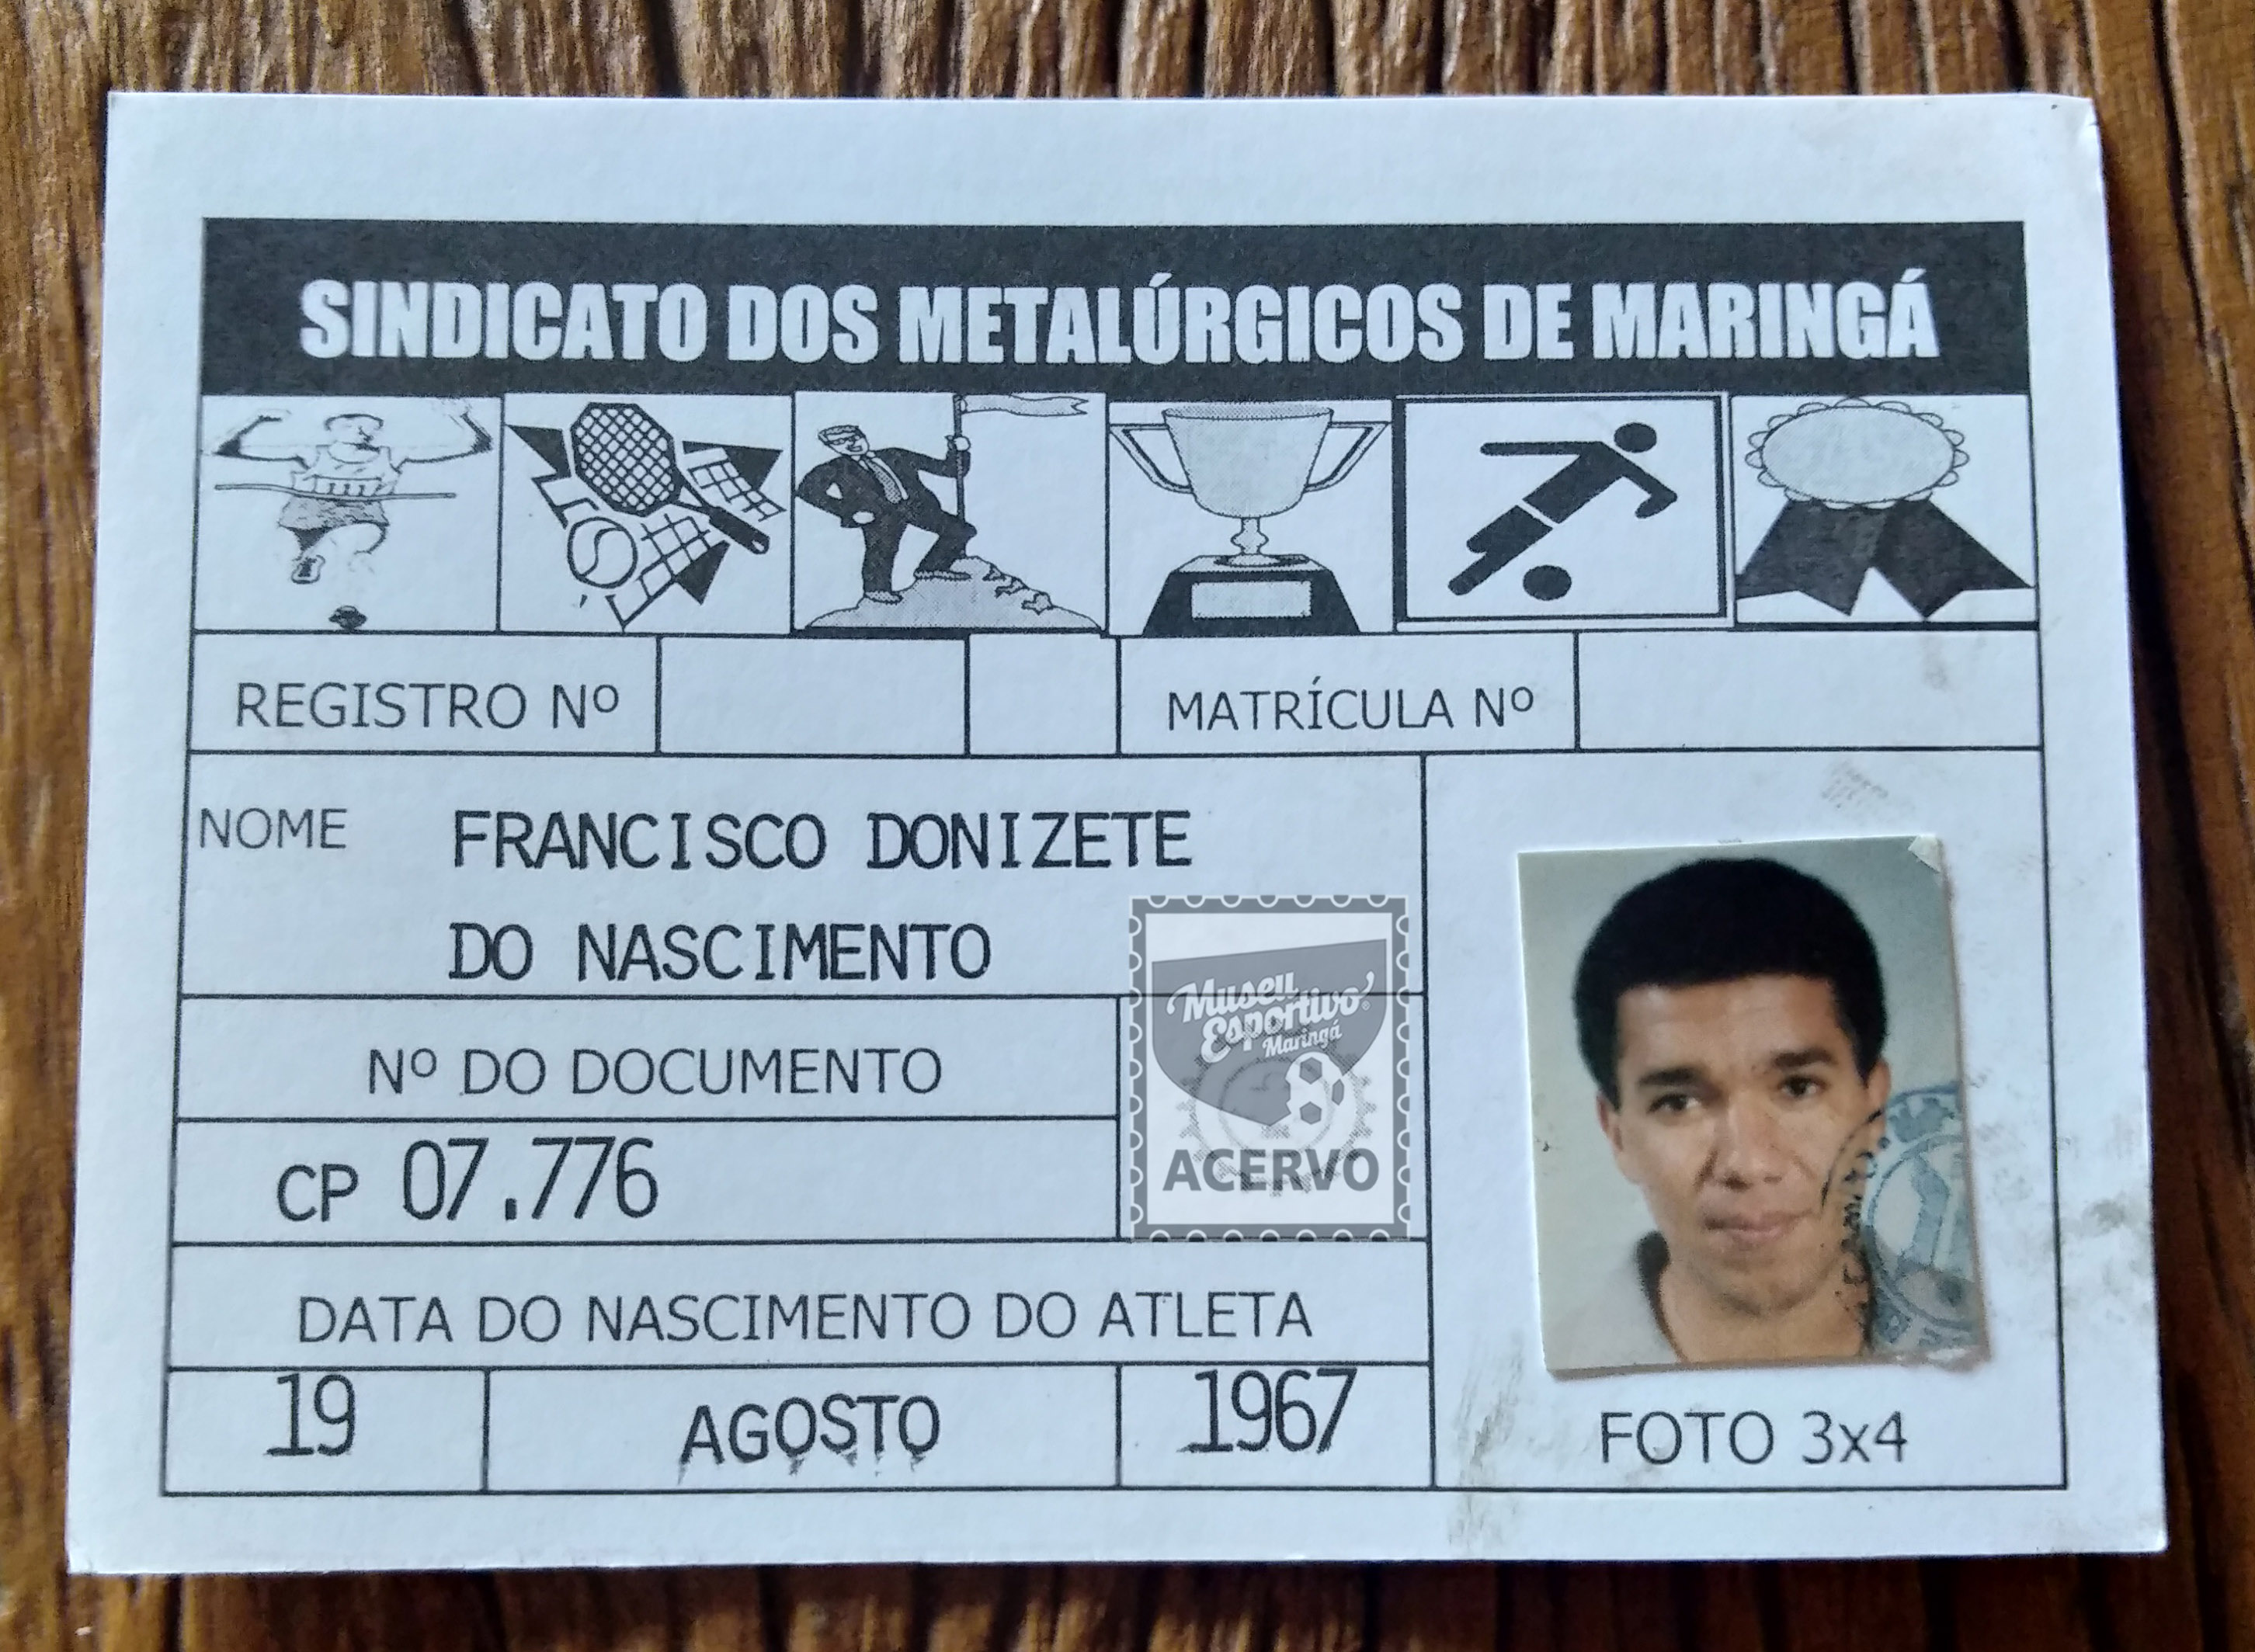 SINDICATO DOS METALÚRGICOS DE MARINGÁ
REGISTRO Nº
MATRÍCULA Nº
NOME FRANCISCO DONIZETE
DO NASCIMENTO
Museu
Esportivo
Maringá
ACERVO
Nº DO DOCUMENTO
CP 07.776
DATA DO NASCIMENTO DO ATLETA
19 AGOSTO 1967
FOTO 3x4